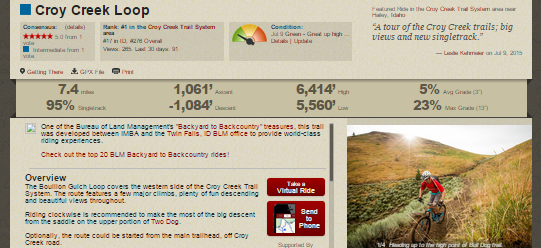 Croy Creek Loop
Featured Ride in the Croy Creek Trail System area near
Hailey, Idaho
"A tour of the Croy Creek trails; big
views and new singletrack."
— Leslie Kehmeier on Jul 9, 2015
Consensus: (details)
5.0 from 1
vote
Intermediate from 1
vote
Rank: #1 in the Croy Creek Trail System
area
#17 in ID, #276 Overall
Views: 265 Last 30 days: 91
Condition:
Jul 9 Green - Great up high ...
Details | Update
Getting There GPX File Print
7.4 miles 1,061' Ascent 6,414' High 5% Avg Grade (3°)
95% Singletrack -1,084' Descent 5,560' Low 23% Max Grade (13°)
One of the Bureau of Land Management's "Backyard to Backcountry" treasures, this trail
was developed between IMBA and the Twin Falls, ID BLM office to provide world-class
riding experiences.
Check out the top 20 BLM Backyard to Backcountry rides!
Overview
The Boullion Gulch Loop covers the western side of the Croy Creek Trail
System. The route features a few major climbs, plenty of fun descending
and beautiful views throughout.
Riding clockwise is recommended to make the most of the big descent
from the saddle on the upper portion of Two Dog.
Optionally, the route could be started from the main trailhead, off Croy
Creek road.
Take a
Virtual Ride
Send
to
Phone
Supported By
1/4 Heading up to the high point of Bull Dog trail.